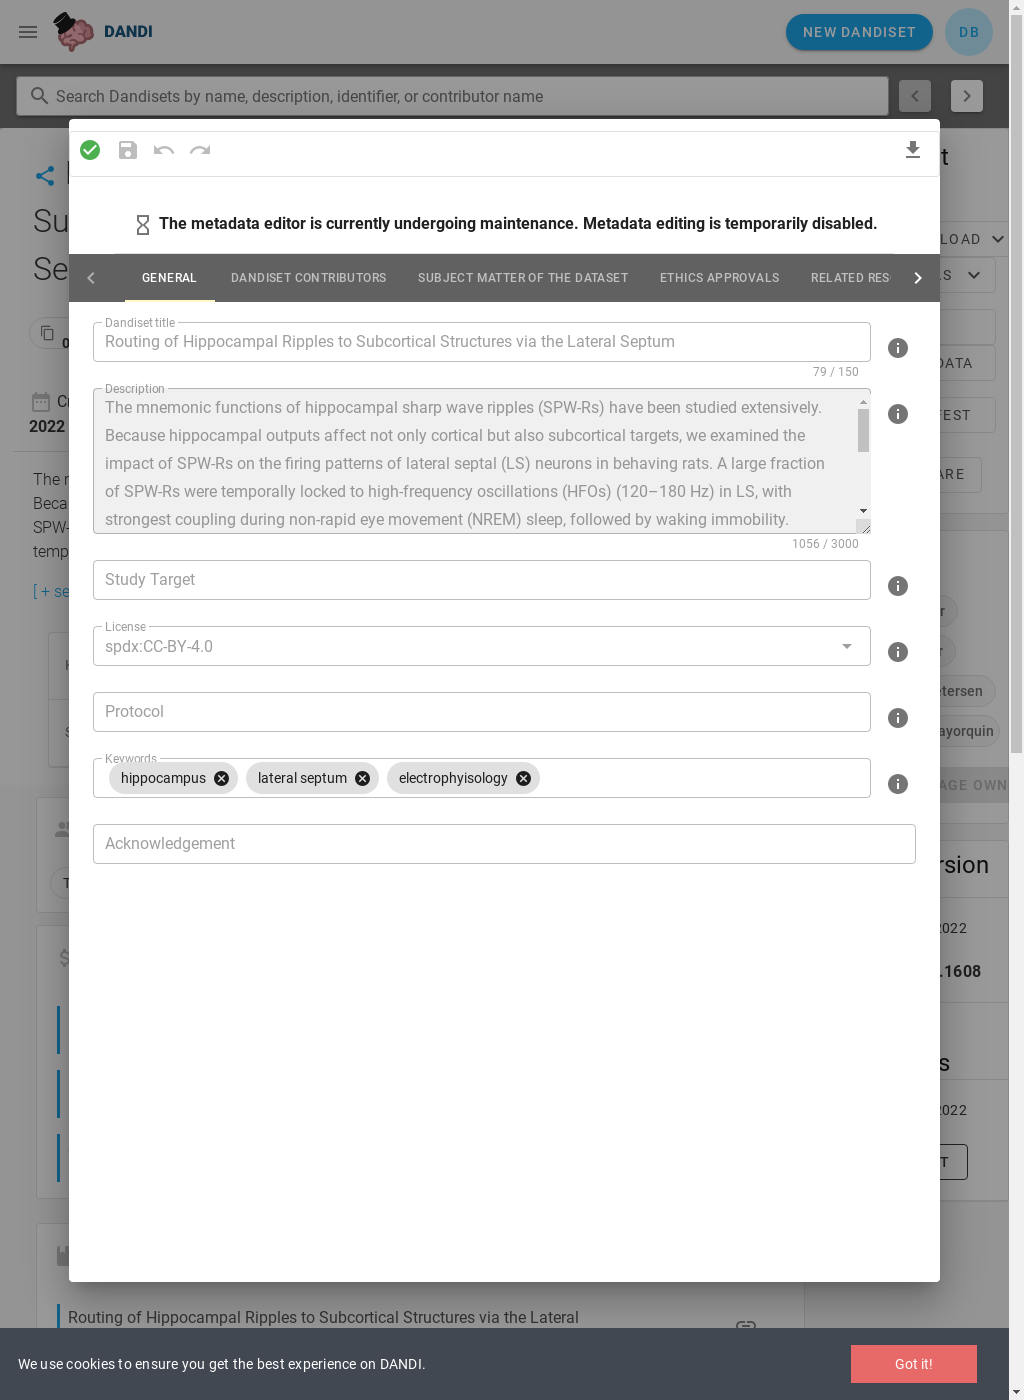 DANDI
NEW DANDISET
DB
Search Dandisets by name, description, identifier, or contributor name
The metadata editor is currently undergoing maintenance. Metadata editing is temporarily disabled.
GENERAL
DANDISET CONTRIBUTORS
SUBJECT MATTER OF THE DATASET
ETHICS APPROVALS
RELATED RES
Dandiset title
Routing of Hippocampal Ripples to Subcortical Structures via the Lateral Septum
79 / 150
Description
The mnemonic functions of hippocampal sharp wave ripples (SPW-Rs) have been studied extensively.
Because hippocampal outputs affect not only cortical but also subcortical targets, we examined the
impact of SPW-Rs on the firing patterns of lateral septal (LS) neurons in behaving rats. A large fraction
of SPW-Rs were temporally locked to high-frequency oscillations (HFOs) (120–180 Hz) in LS, with
strongest coupling during non-rapid eye movement (NREM) sleep, followed by waking immobility.
1056 / 3000
Study Target
License
spdx:CC-BY-4.0
Protocol
Keywords
hippocampus
lateral septum
electrophyisology
Acknowledgement
Su
Se
2022
The r
Beca
SPW-
temp
[ + se
t
LOAD
LS
DATA
EST
ARE
r
r
etersen
ayorquin
AGE OWN
rsion
2022
.1608
s
2022
T
Routing of Hippocampal Ripples to Subcortical Structures via the Lateral
We use cookies to ensure you get the best experience on DANDI.
Got it!